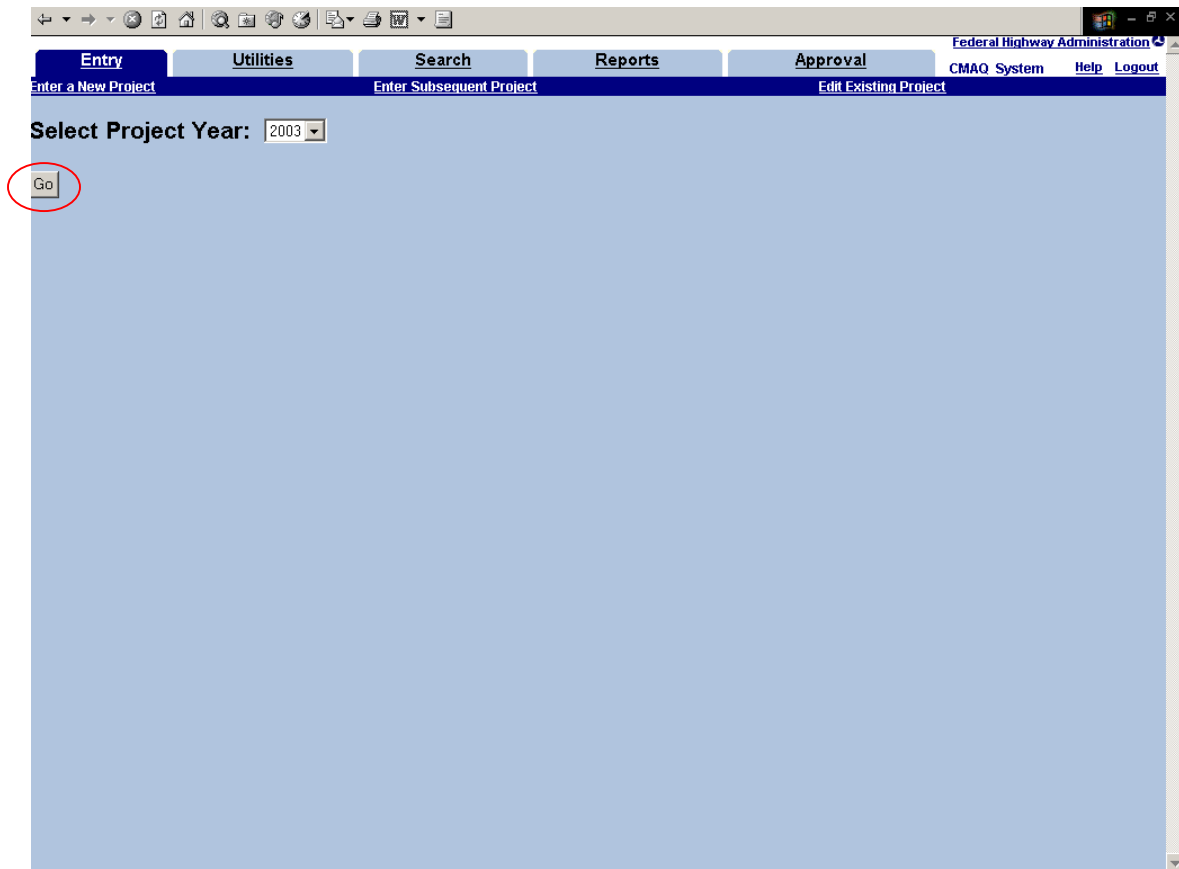 Federal Highway Administration
Entry Utilities Search Reports Approval CMAQ System Help Logout
Enter a New Project Enter Subsequent Project Edit Existing Project
Select Project Year: 2003
Go